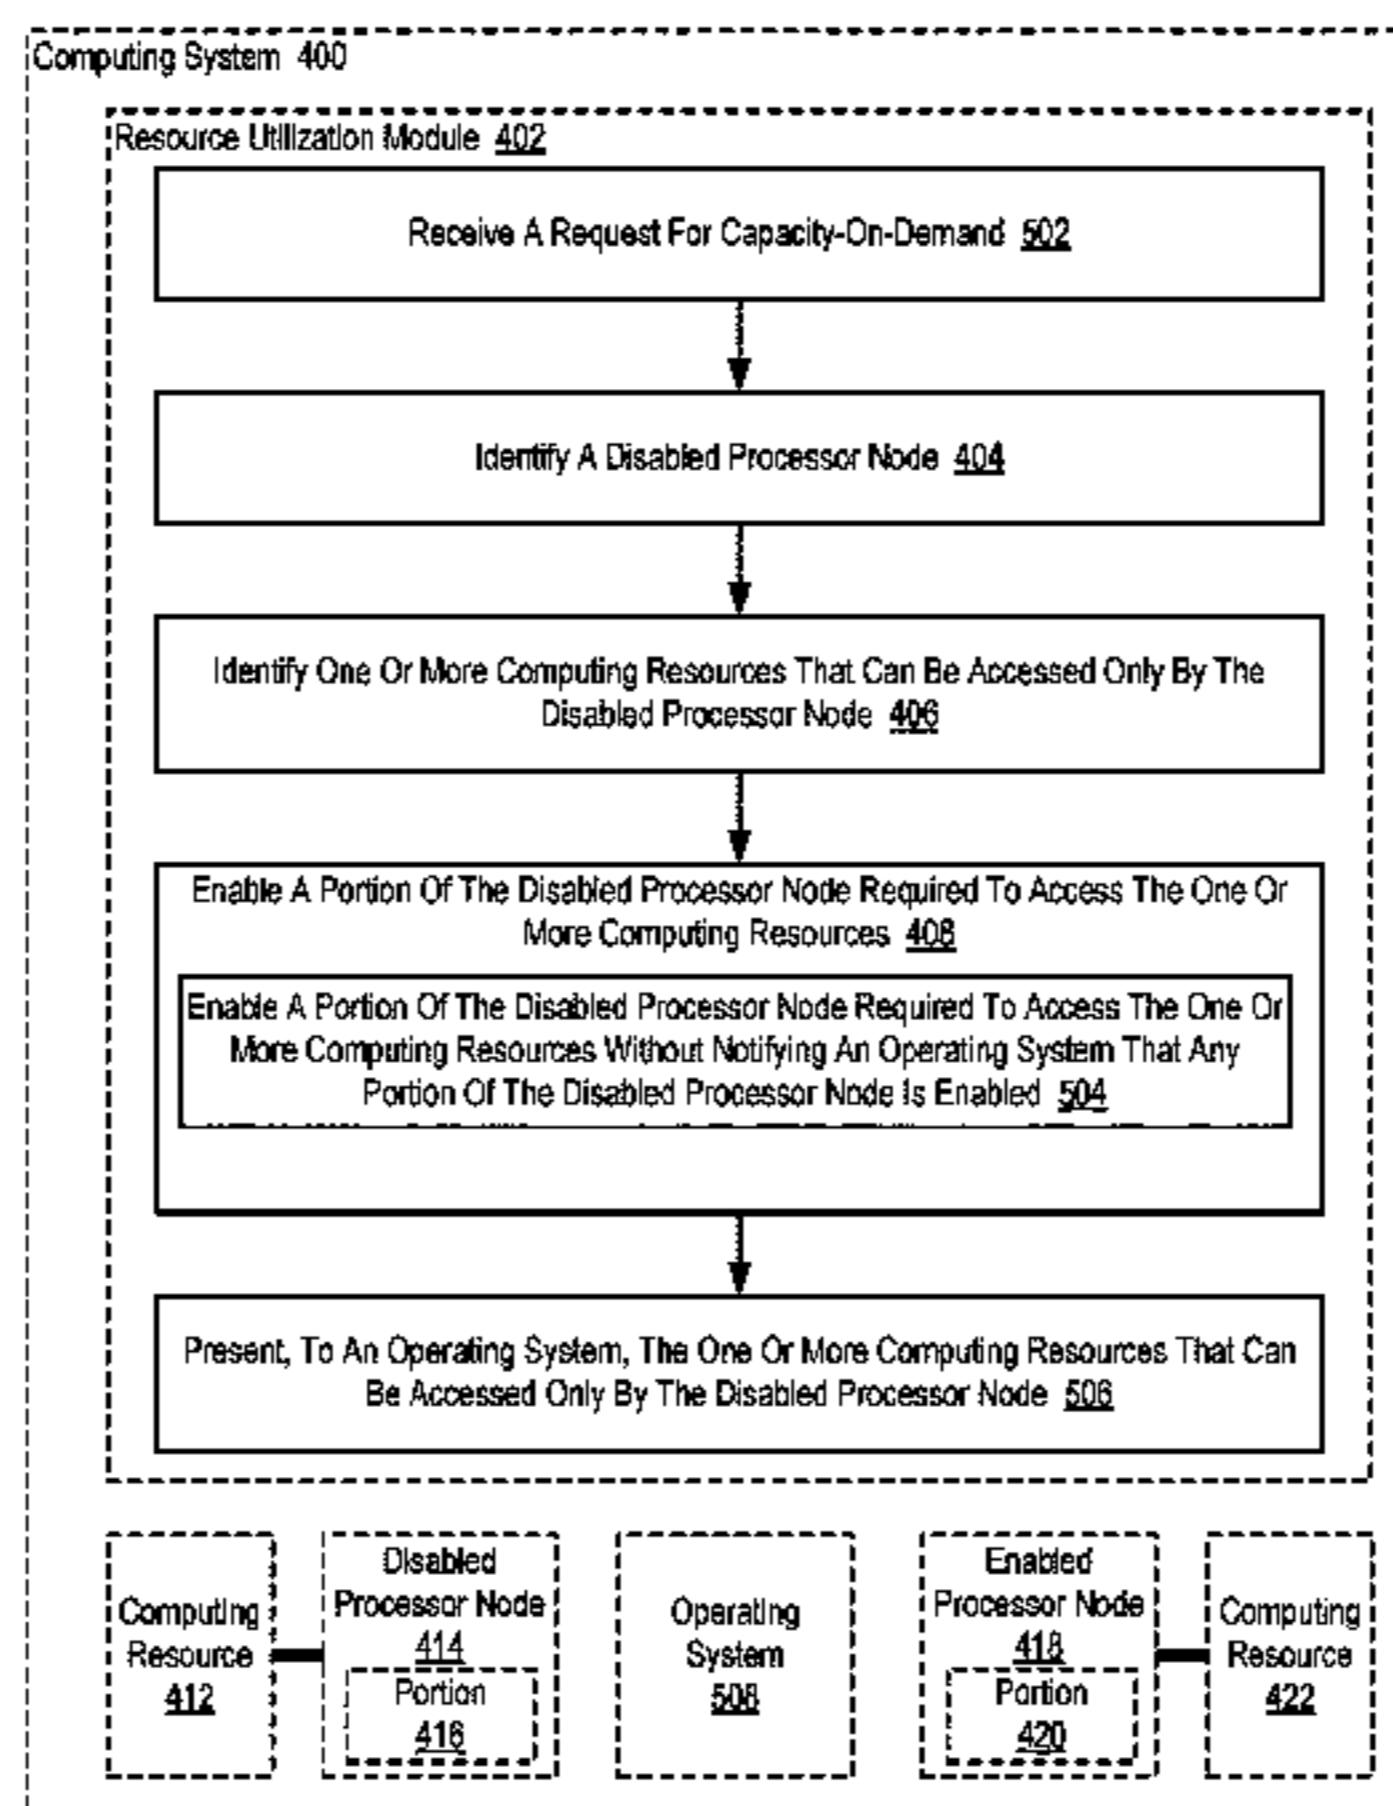 Computing System 400
Resource Utilization Module 402
Receive A Request For Capacity-On-Demand 502
Identify A Disabled Processor Node 404
Identify One Or More Computing Resources That Can Be Accessed Only By The
Disabled Processor Node 406
Enable A Portion Of The Disabled Processor Node Required To Access The One Or
More Computing Resources 408
Enable A Portion Of The Disabled Processor Node Required To Access The One Or
More Computing Resources Without Notifying An Operating System That Any
Portion Of The Disabled Processor Node Is Enabled 504
Present, To An Operating System, The One Or More Computing Resources That Can
Be Accessed Only By The Disabled Processor Node 506
Computing
Resource
412
Disabled
Processor Node
414
Portion
416
Operating
System
508
Enabled
Processor Node
418
Portion
420
Computing
Resource
422